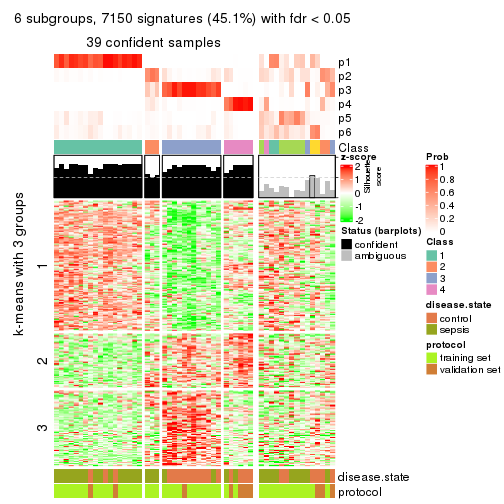 6 subgroups, 7150 signatures (45.1%) with fdr < 0.05
39 confident samples
p1
p2
p3
p4
p5
p6
Class
k-means with 3 groups
1
2
3
z-score
2
1
0
-1
-2
Silhouette
score
Status (barplots)
confident
ambiguous
Prob
1
0.8
0.6
0.4
0.2
0
Class
1
2
3
4
disease.state
control
sepsis
protocol
training set
validation set
disease.state
protocol